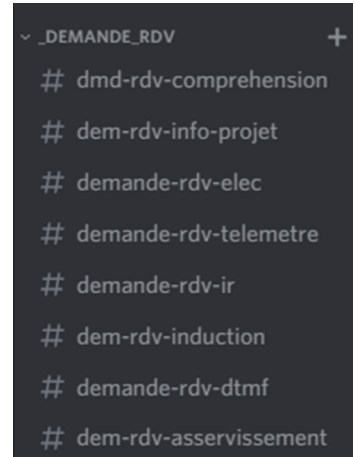 _DEMANDE_RDV +
# dmd-rdv-comprehension
# dem-rdv-info-projet
# demande-rdv-elec
# demande-rdv-telemetre
# demande-rdv-ir
# dem-rdv-induction
# demande-rdv-dtmf
# dem-rdv-asservissement